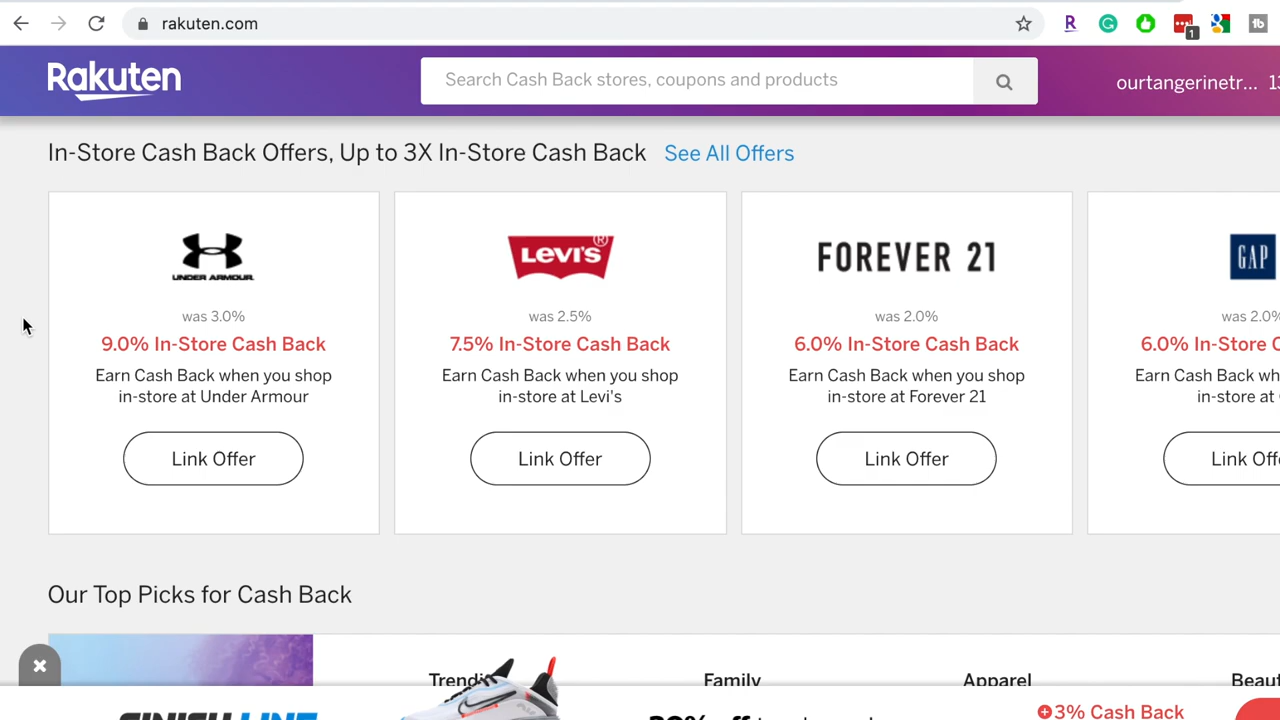 rakuten.com
1
Rakuten
Search Cash Back stores, coupons and products
ourtangerinetr...
In-Store Cash Back Offers, Up to 3X In-Store Cash Back See All Offers
UNDER ARMOUR
was 3.0%
9.0% In-Store Cash Back
Earn Cash Back when you shop
in-store at Under Armour
Link Offer
LEVI'S®
was 2.5%
7.5% In-Store Cash Back
Earn Cash Back when you shop
in-store at Levi's
Link Offer
FOREVER 21
was 2.0%
6.0% In-Store Cash Back
Earn Cash Back when you shop
in-store at Forever 21
Link Offer
GAP
was 2.0%
6.0% In-Store
Earn Cash Back
in-store at
Link
Our Top Picks for Cash Back
Family
Apparel
FINISH LINE
20% off
3% Cash Back